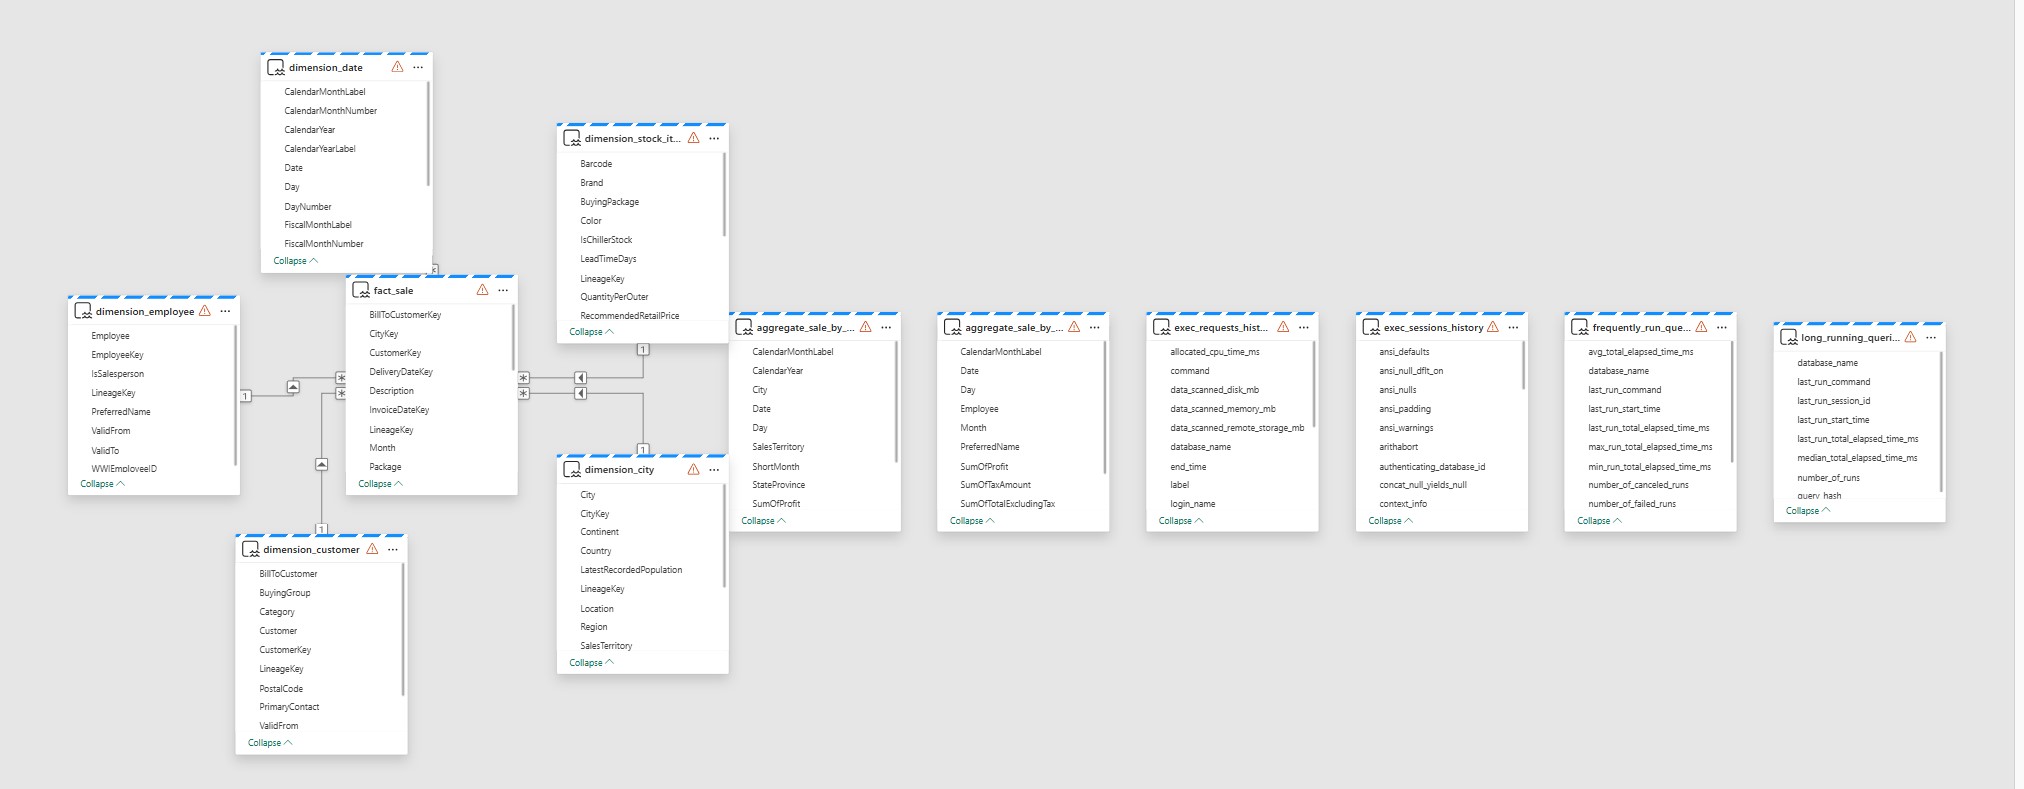 dimension_date
CalendarMonthLabel
CalendarMonthNumber
CalendarYear
CalendarYearLabel
Date
Day
DayNumber
FiscalMonthLabel
FiscalMonthNumber
Collapse
dimension_employee
Employee
EmployeeKey
IsSalesperson
LineageKey
PreferredName
ValidFrom
ValidTo
WWIEmployeeID
Collapse
1
*
*
*
fact_sale
BillToCustomerKey
CityKey
CustomerKey
DeliveryDateKey
Description
InvoiceDateKey
LineageKey
Month
Package
Collapse
*
*
1
dimension_customer
BillToCustomer
BuyingGroup
Category
Customer
CustomerKey
LineageKey
PostalCode
PrimaryContact
ValidFrom
Collapse
dimension_stock_it...
Barcode
Brand
BuyingPackage
Color
IsChillerStock
LeadTimeDays
LineageKey
QuantityPerOuter
RecommendedRetailPrice
Collapse
1
1
dimension_city
City
CityKey
Continent
Country
LatestRecordedPopulation
LineageKey
Location
Region
SalesTerritory
Collapse
aggregate_sale_by_...
CalendarMonthLabel
CalendarYear
City
Date
Day
SalesTerritory
ShortMonth
StateProvince
SumOfProfit
Collapse
aggregate_sale_by_...
CalendarMonthLabel
Date
Day
Employee
Month
PreferredName
SumOfProfit
SumOfTaxAmount
SumOfTotalExcludingTax
Collapse
exec_requests_hist...
allocated_cpu_time_ms
command
data_scanned_disk_mb
data_scanned_memory_mb
data_scanned_remote_storage_mb
database_name
end_time
label
login_name
Collapse
exec_sessions_history
ansi_defaults
ansi_null_dflt_on
ansi_nulls
ansi_padding
ansi_warnings
arithabort
authenticating_database_id
concat_null_yields_null
context_info
Collapse
frequently_run_que...
avg_total_elapsed_time_ms
database_name
last_run_command
last_run_start_time
last_run_total_elapsed_time_ms
max_run_total_elapsed_time_ms
min_run_total_elapsed_time_ms
number_of_canceled_runs
number_of_failed_runs
Collapse
long_running_queri...
database_name
last_run_command
last_run_session_id
last_run_start_time
last_run_total_elapsed_time_ms
median_total_elapsed_time_ms
number_of_runs
query_hash
Collapse